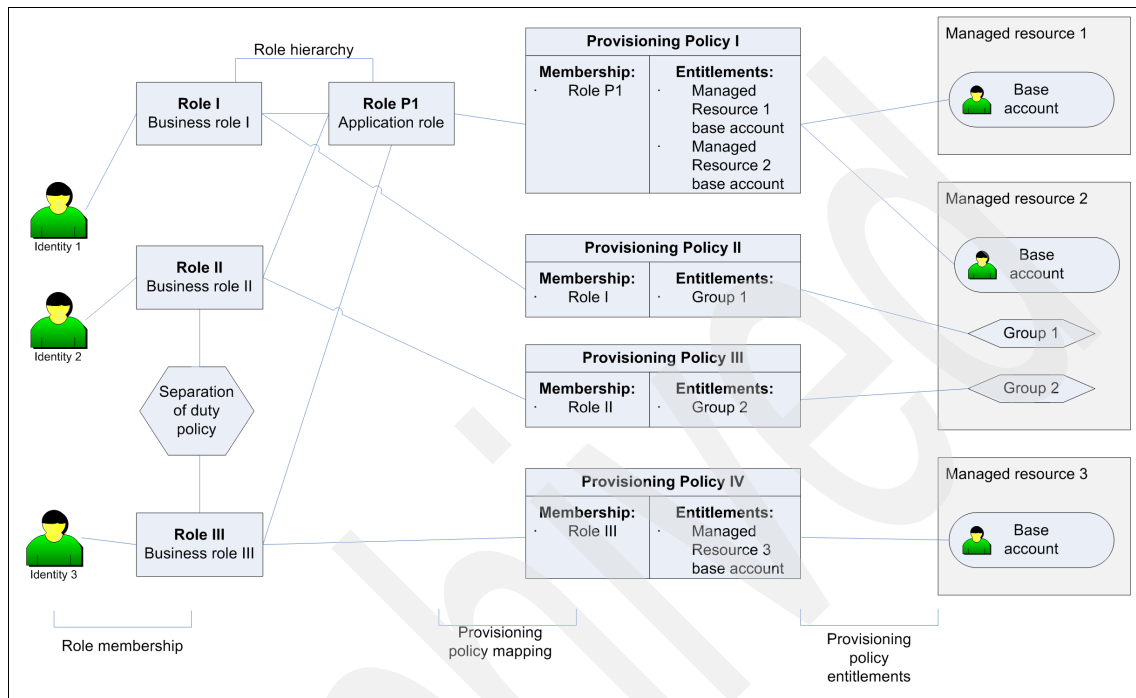 Role hierarchy
Role I
Business role I
Role P1
Application role
Identity 1
Role II
Business role II
Identity 2
Separation
of duty
policy
Role III
Business role III
Identity 3
Role membership
Provisioning Policy I
Membership:
· Role P1
Entitlements:
· Managed
Resource 1
base account
· Managed
Resource 2
base account
Provisioning Policy II
Membership:
· Role I
Entitlements:
· Group 1
Provisioning Policy III
Membership:
· Role II
Entitlements:
· Group 2
Provisioning Policy IV
Membership:
· Role III
Entitlements:
· Managed
Resource 3
base account
Provisioning
policy mapping
Managed resource 1
Base
account
Managed resource 2
Base
account
Group 1
Group 2
Managed resource 3
Base
account
Provisioning
policy
entitlements
hived